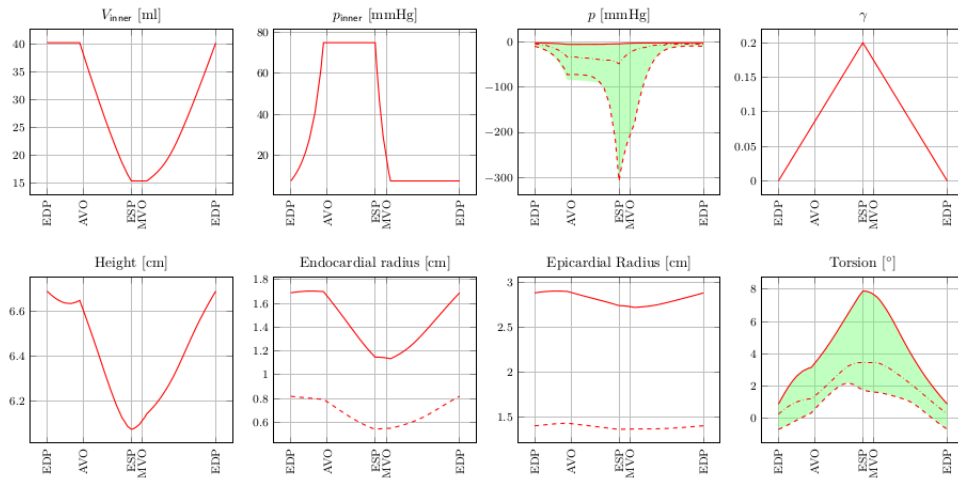 V_inner [ml]
40
35
30
25
20
15
EDP
AVO
ESP
MVO
EDP
p_inner [mmHg]
80
60
40
20
EDP
AVO
ESP
MVO
EDP
p [mmHg]
0
−100
−200
−300
EDP
AVO
ESP
MVO
EDP
γ
0.2
0.15
0.1
0.05
0
EDP
AVO
ESP
MVO
EDP
Height [cm]
6.6
6.4
6.2
EDP
AVO
ESP
MVO
EDP
Endocardial radius [cm]
1.8
1.6
1.4
1.2
1
0.8
0.6
EDP
AVO
ESP
MVO
EDP
Epicardial Radius [cm]
3
2.5
2
1.5
EDP
AVO
ESP
MVO
EDP
Torsion [°]
8
6
4
2
0
EDP
AVO
ESP
MVO
EDP